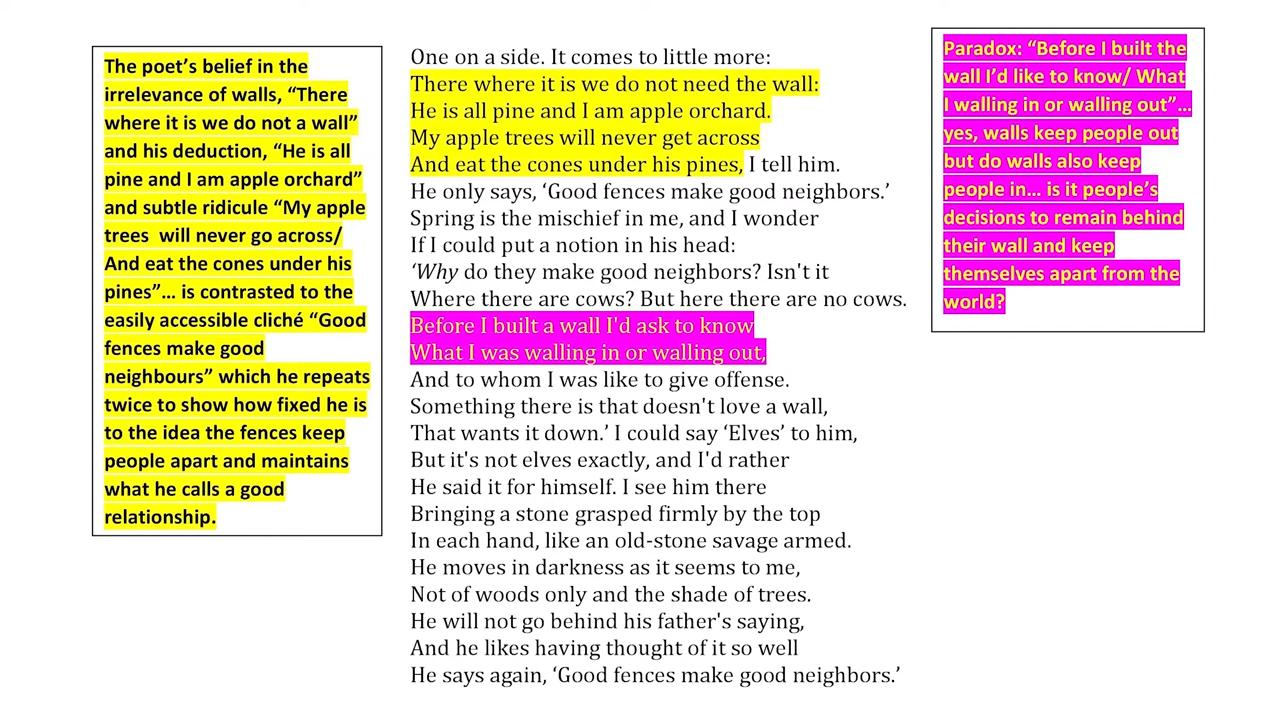 The poet’s belief in the
irrelevance of walls, “There
where it is we do not a wall”
and his deduction, “He is all
pine and I am apple orchard”
and subtle ridicule “My apple
trees  will never go across/
And eat the cones under his
pines”… is contrasted to the
easily accessible cliché “Good
fences make good
neighbours” which he repeats
twice to show how fixed he is
to the idea the fences keep
people apart and maintains
what he calls a good
relationship.
One on a side. It comes to little more:
There where it is we do not need the wall:
He is all pine and I am apple orchard.
My apple trees will never get across
And eat the cones under his pines, I tell him.
He only says, ‘Good fences make good neighbors.’
Spring is the mischief in me, and I wonder
If I could put a notion in his head:
‘Why do they make good neighbors? Isn't it
Where there are cows? But here there are no cows.
Before I built a wall I'd ask to know
What I was walling in or walling out,
And to whom I was like to give offense.
Something there is that doesn't love a wall,
That wants it down.’ I could say ‘Elves’ to him,
But it's not elves exactly, and I'd rather
He said it for himself. I see him there
Bringing a stone grasped firmly by the top
In each hand, like an old-stone savage armed.
He moves in darkness as it seems to me,
Not of woods only and the shade of trees.
He will not go behind his father's saying,
And he likes having thought of it so well
He says again, ‘Good fences make good neighbors.’
Paradox: “Before I built the
wall I’d like to know/ What
I walling in or walling out”…
yes, walls keep people out
but do walls also keep
people in… is it people’s
decisions to remain behind
their wall and keep
themselves apart from the
world?